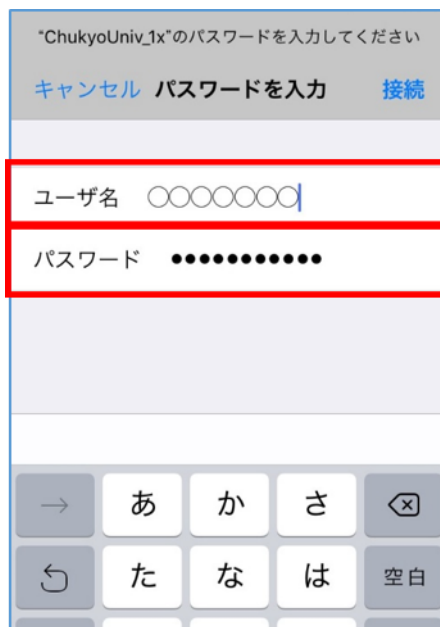 “ChukyoUniv_1x”のパスワードを入力してください
キャンセル パスワードを入力 接続
ユーザ名 ○○○○○○○
パスワード ●●●●●●●●●●●
→ あ か さ
た な は 空白